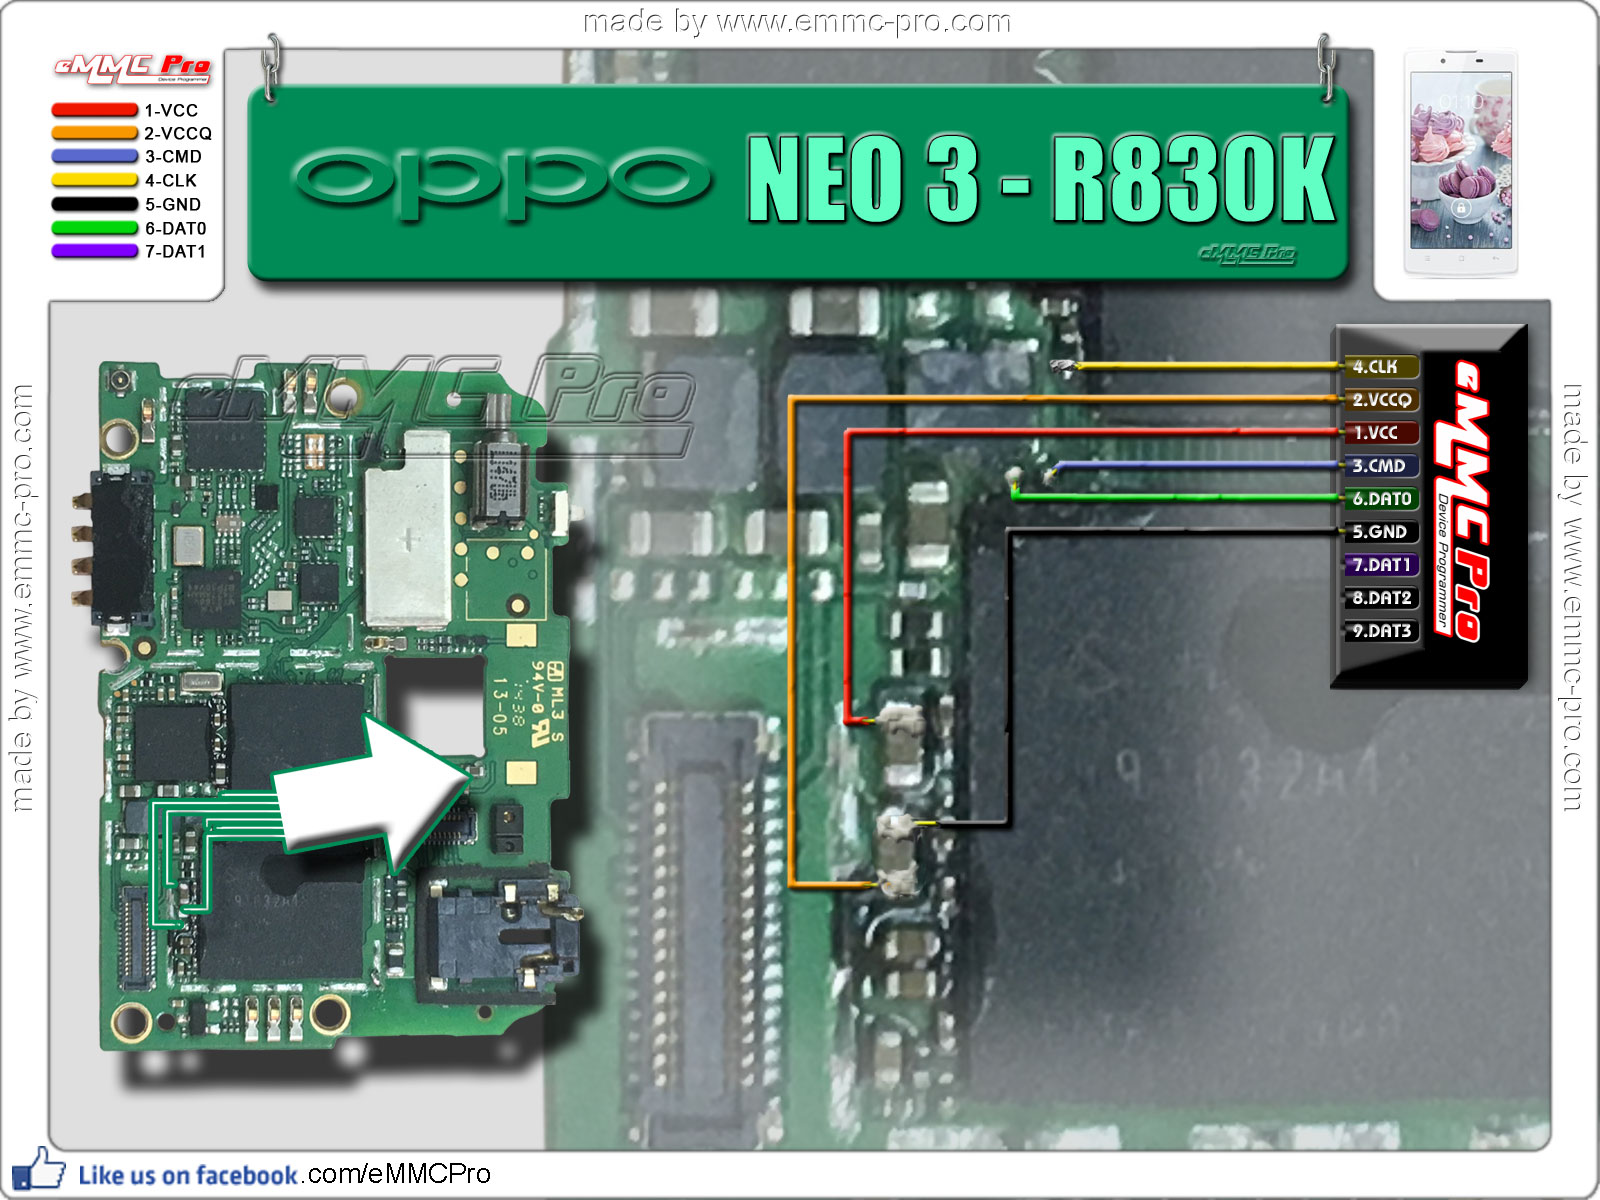 made by www.emmc-pro.com
eMMC Pro
Device Programmer
1-VCC
2-VCCQ
3-CMD
4-CLK
5-GND
6-DAT0
7-DAT1
oppo NEO 3 - R830K
eMMC Pro
01:10
eMMC Pro
4.CLK
2.VCCQ
1.VCC
3.CMD
6.DAT0
5.GND
7.DAT1
8.DAT2
9.DAT3
eMMC Pro
Device Programmer
made by www.emmc-pro.com
made by www.emmc-pro.com
ML3 S
94V-0
1438
13-05
Like us on facebook.com/eMMCPro